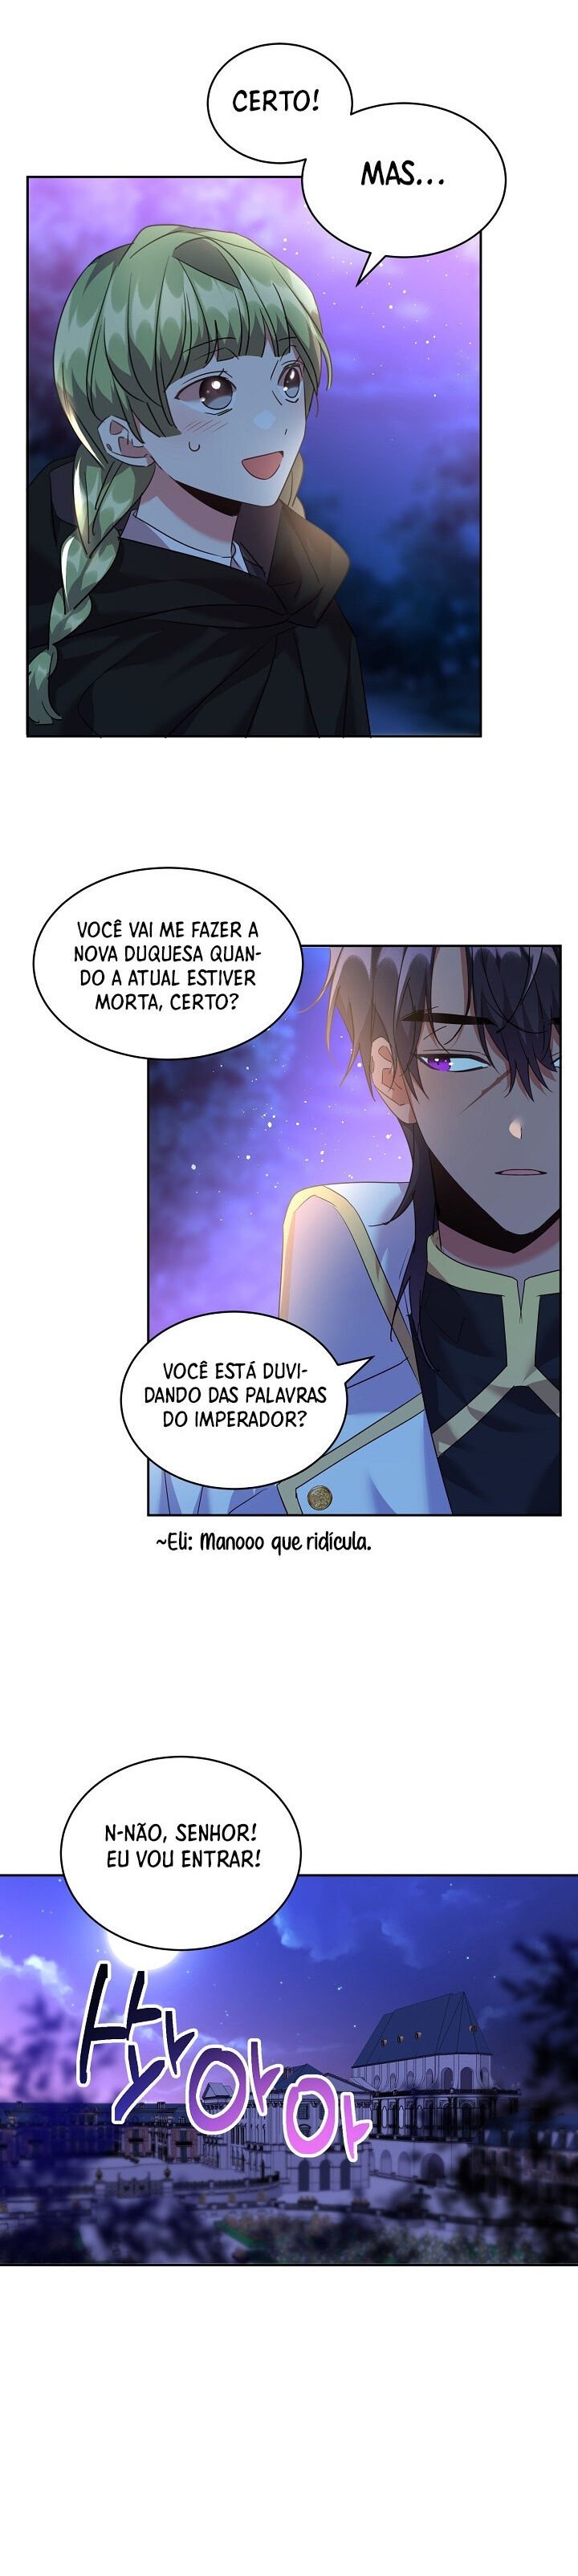 CERTO!
MAS...
VOCÊ VAI ME FAZER A
NOVA DUQUESA QUAN-
DO A ATUAL ESTIVER
MORTA, CERTO?
VOCÊ ESTÁ DUVI-
DANDO DAS PALAVRAS
DO IMPERADOR?
~Eli: Manooo que ridícula.
N-NÃO, SENHOR!
EU VOU ENTRAR!
사아아